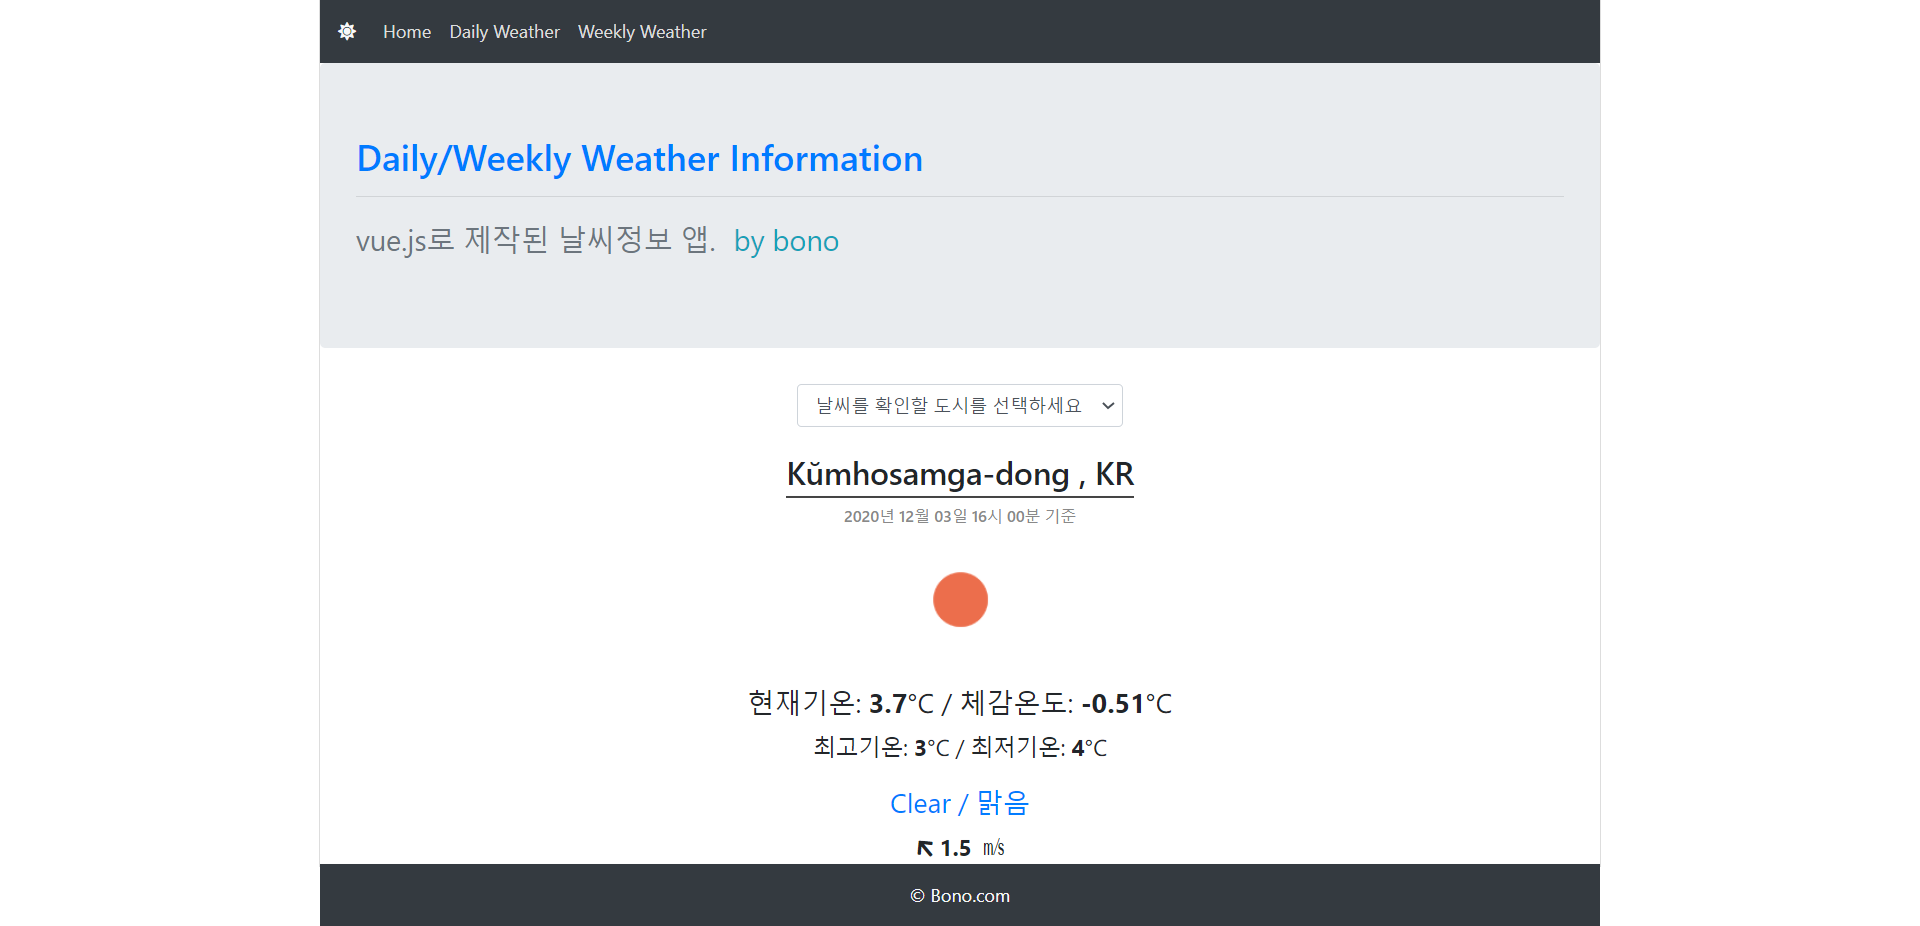 Home Daily Weather Weekly Weather
Daily/Weekly Weather Information
vue.js로 제작된 날씨정보 앱. by bono
날씨를 확인할 도시를 선택하세요
Kŭmhosamga-dong , KR
2020년 12월 03일 16시 00분 기준
현재기온: 3.7°C / 체감온도: -0.51°C
최고기온: 3°C / 최저기온: 4°C
Clear / 맑음
1.5 ㎧
© Bono.com